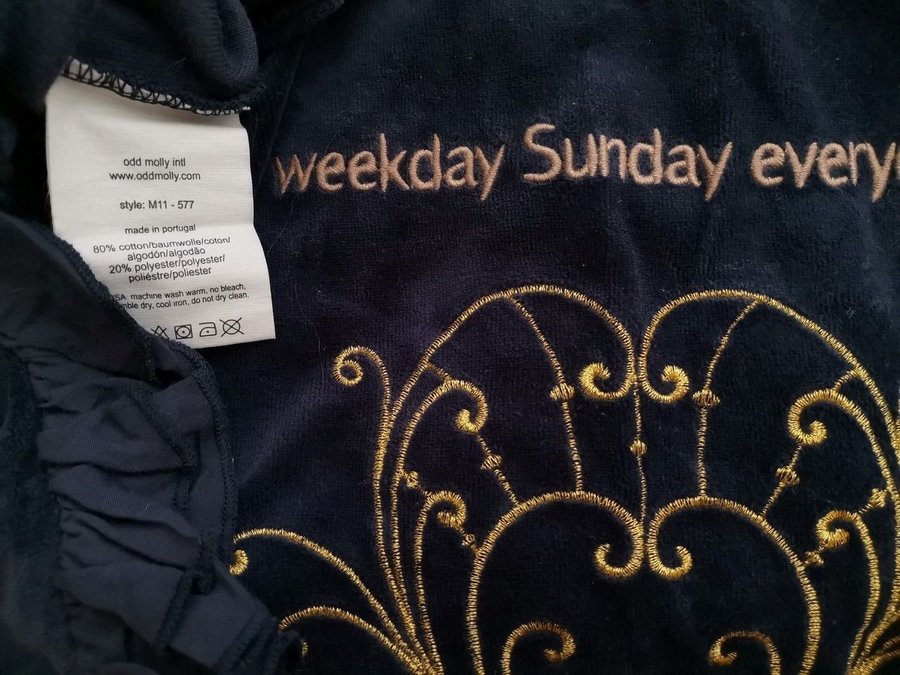 odd molly intl
www.oddmolly.com
style: M11 - 577
made in portugal
80% cotton/baumwolle/coton/
algodón/algodão
20% polyester/polyester/
poliéstre/poliester
machine wash warm, no bleach.
dry, cool iron, do not dry clean.
weekday Sunday every